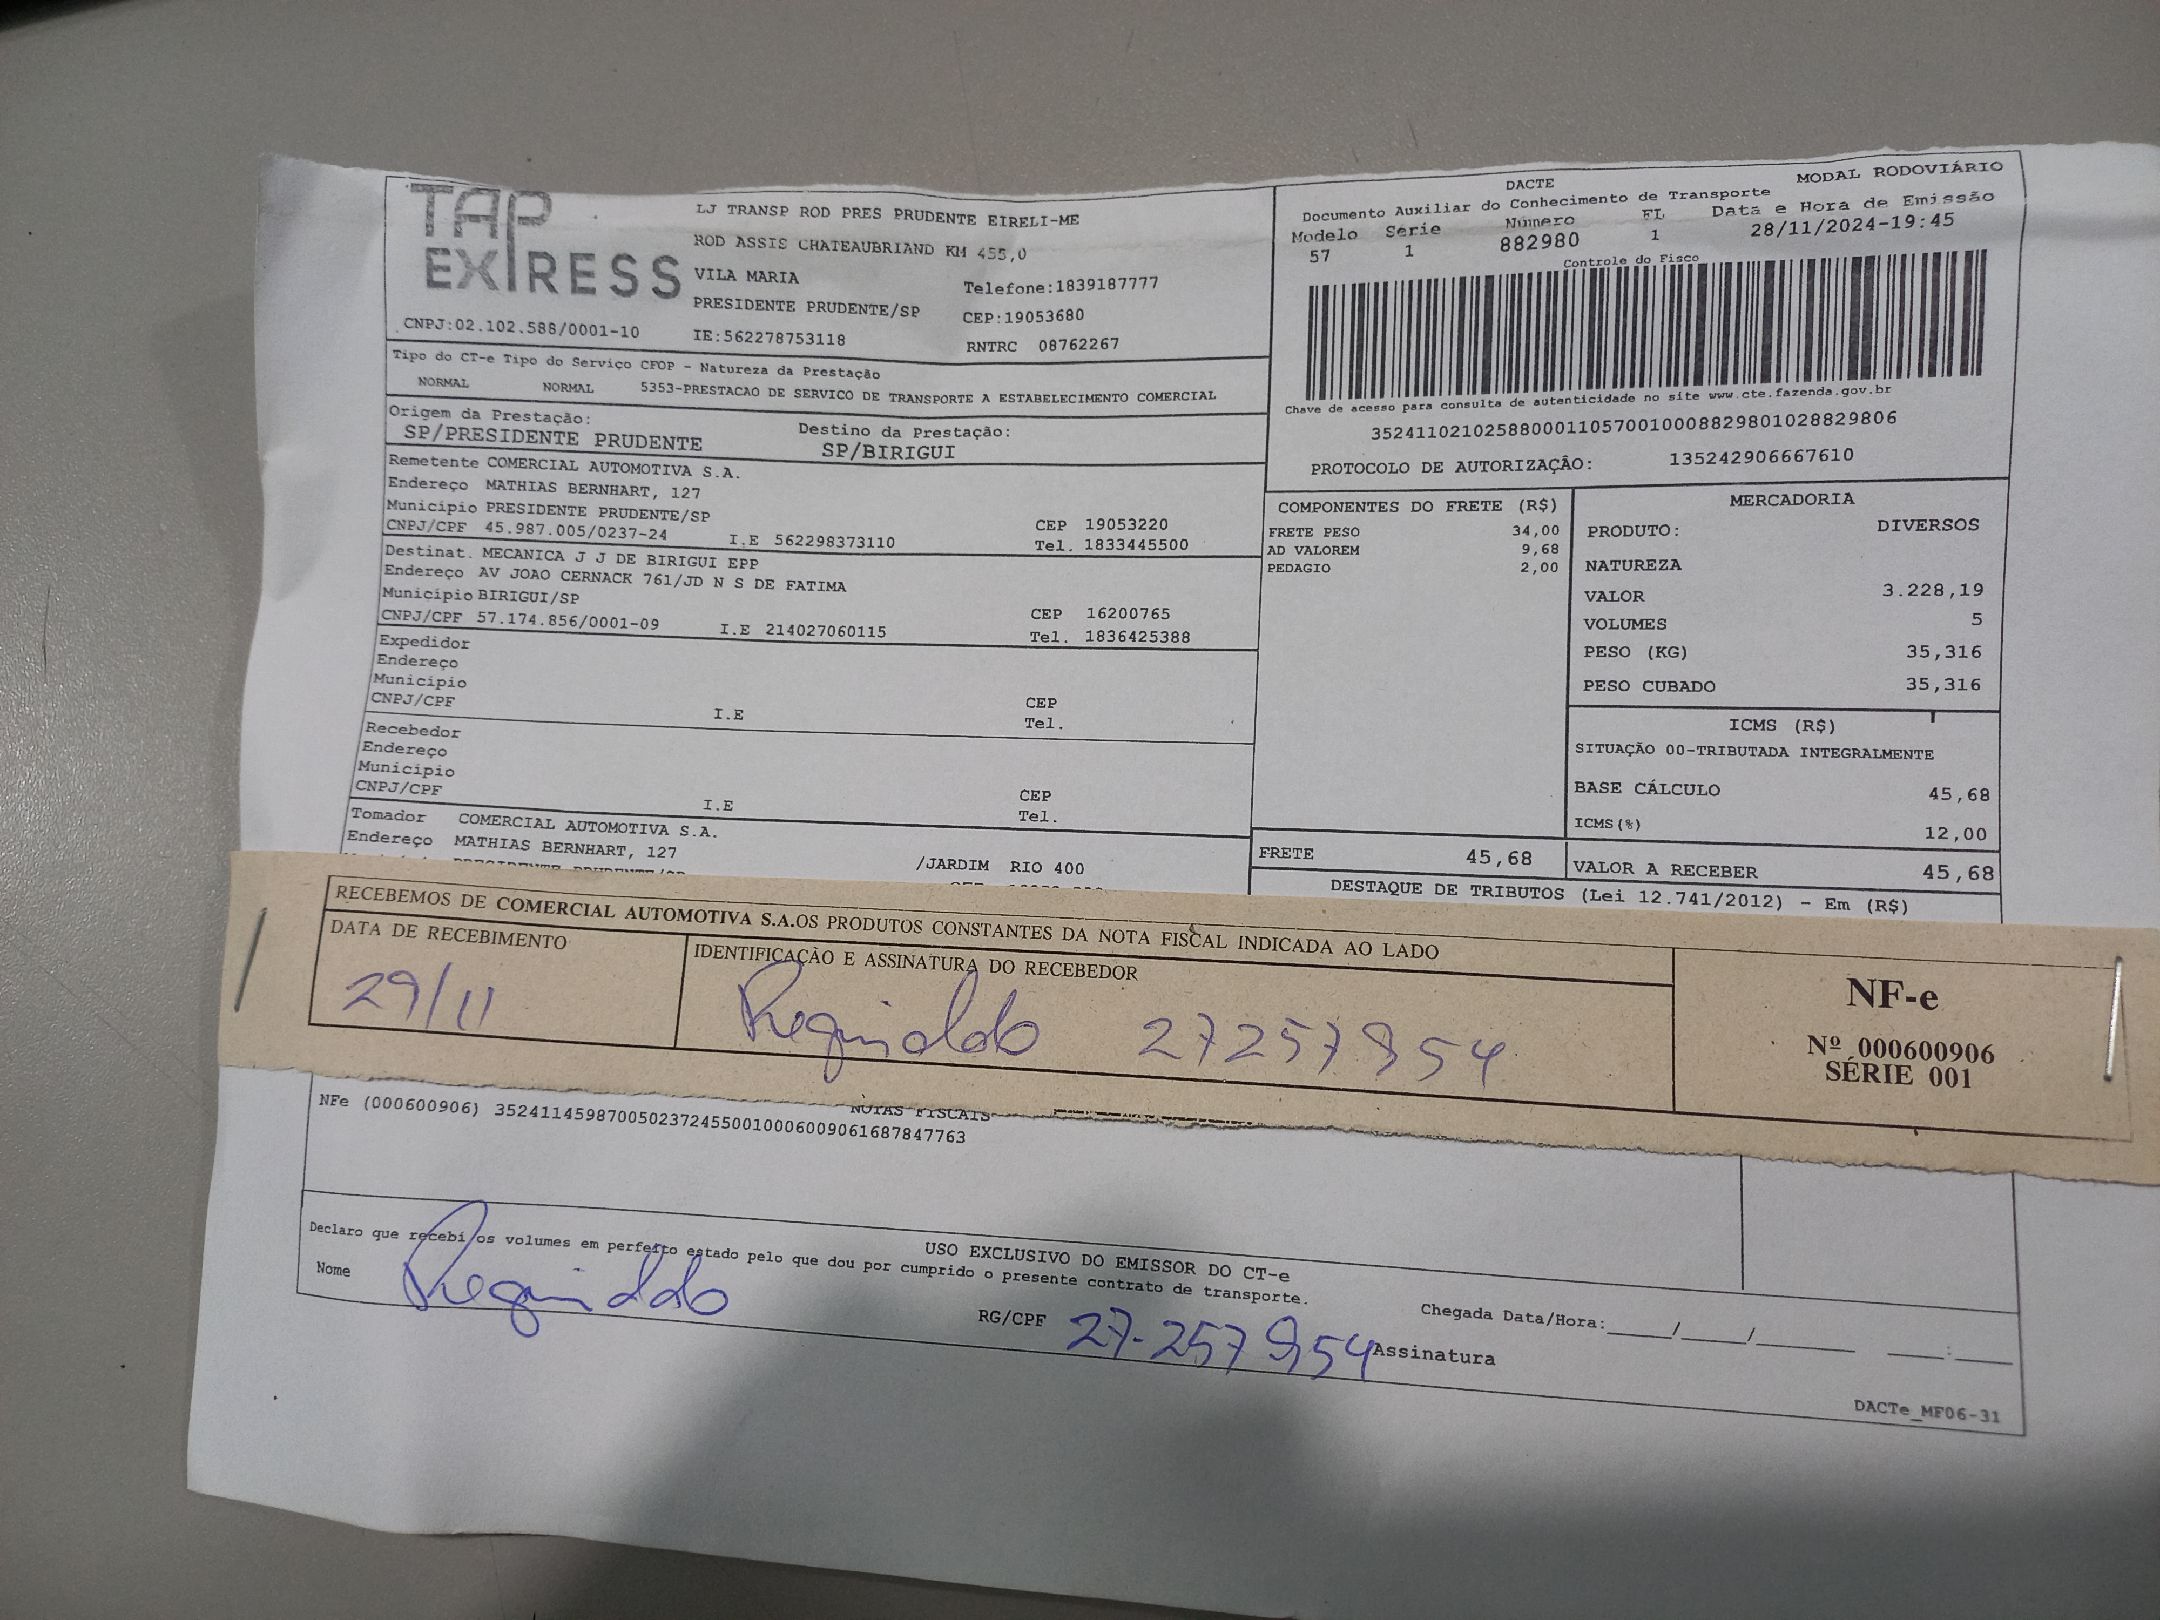 TAP EXPRESS
LJ TRANSP ROD PRES PRUDENTE EIRELI-ME
ROD ASSIS CHATEAUBRIAND KM 455,0
VILA MARIA
Telefone:1839187777
PRESIDENTE PRUDENTE/SP CEP:19053680
CNPJ:02.102.588/0001-10 IE:562278753118 RNTRC 08762267
DACTE MODAL RODOVIÁRIO
Documento Auxiliar do Conhecimento de Transporte
Modelo Série Número FL Data e Hora de Emissão
57 1 882980 1 28/11/2024-19:45
Controle do Fisco
Chave de acesso para consulta de autenticidade no site www.cte.fazenda.gov.br
35241102102588000110570010008829801028829806
PROTOCOLO DE AUTORIZAÇÃO: 135242906667610
Tipo do CT-e Tipo do Serviço CFOP - Natureza da Prestação
NORMAL NORMAL 5353-PRESTACAO DE SERVICO DE TRANSPORTE A ESTABELECIMENTO COMERCIAL
Origem da Prestação: Destino da Prestação:
SP/PRESIDENTE PRUDENTE SP/BIRIGUI
Remetente COMERCIAL AUTOMOTIVA S.A.
Endereço MATHIAS BERNHART, 127
Município PRESIDENTE PRUDENTE/SP CEP 19053220
CNPJ/CPF 45.987.005/0237-24 I.E 562298373110 Tel. 1833445500
Destinat. MECANICA J J DE BIRIGUI EPP
Endereço AV JOAO CERNACK 761/JD N S DE FATIMA
Município BIRIGUI/SP CEP 16200765
CNPJ/CPF 57.174.856/0001-09 I.E 214027060115 Tel. 1836425388
Expedidor
Endereço
Município CEP
CNPJ/CPF I.E Tel.
Recebedor
Endereço
Município CEP
CNPJ/CPF I.E Tel.
Tomador COMERCIAL AUTOMOTIVA S.A.
Endereço MATHIAS BERNHART, 127 /JARDIM RIO 400
COMPONENTES DO FRETE (R$)
FRETE PESO 34,00
AD VALOREM 9,68
PEDAGIO 2,00
MERCADORIA
PRODUTO: DIVERSOS
NATUREZA
VALOR 3.228,19
VOLUMES 5
PESO (KG) 35,316
PESO CUBADO 35,316
ICMS (R$)
SITUAÇÃO 00-TRIBUTADA INTEGRALMENTE
BASE CÁLCULO 45,68
ICMS(%) 12,00
FRETE 45,68 VALOR A RECEBER 45,68
DESTAQUE DE TRIBUTOS (Lei 12.741/2012) - Em (R$)
RECEBEMOS DE COMERCIAL AUTOMOTIVA S.A.OS PRODUTOS CONSTANTES DA NOTA FISCAL INDICADA AO LADO
DATA DE RECEBIMENTO IDENTIFICAÇÃO E ASSINATURA DO RECEBEDOR
29/11 Reginaldo 27257954
NF-e
Nº 000600906
SÉRIE 001
NOTAS FISCAIS
NFe (000600906) 35241145987005023724550010006009061687847763
USO EXCLUSIVO DO EMISSOR DO CT-e
Declaro que recebi os volumes em perfeito estado pelo que dou por cumprido o presente contrato de transporte.
Nome Reginaldo RG/CPF 27-257 954 Assinatura
Chegada Data/Hora:____/____/______ ___:___
DACTe_MF06-31